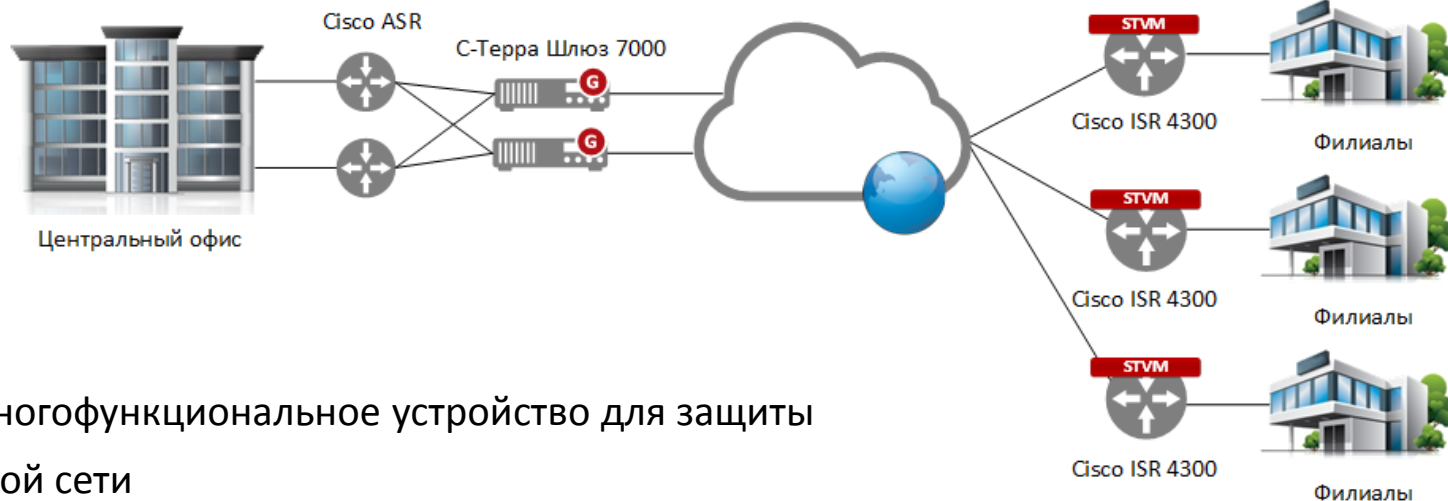 Cisco ASR
С-Терра Шлюз 7000
G
G
Центральный офис
STVM
Cisco ISR 4300
Филиалы
STVM
Cisco ISR 4300
Филиалы
STVM
Cisco ISR 4300
Филиалы
ногофункциональное устройство для защиты
ой сети